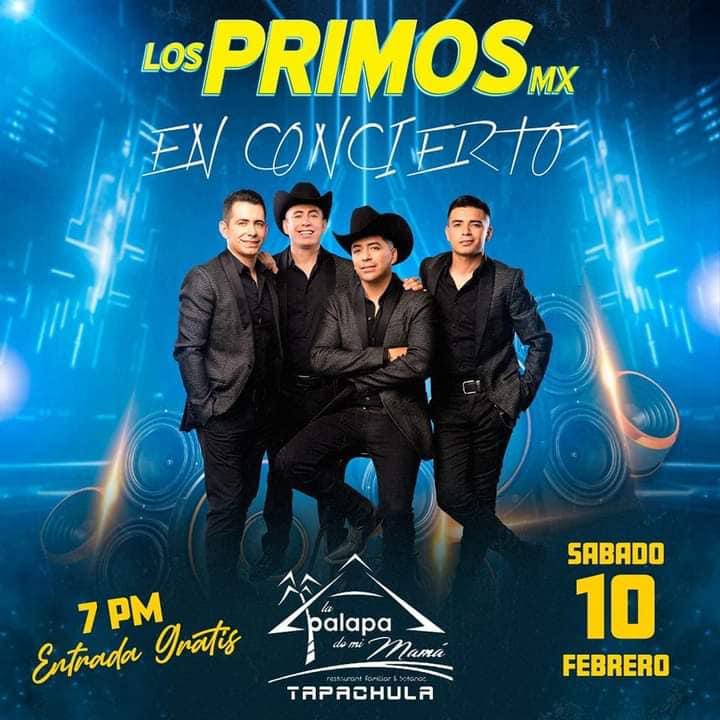 LOS PRIMOS MX
EN CONCIERTO
7 PM
Entrada Gratis
la
palapa
de mi Mamá
restaurant familiar & botanas
TAPACHULA
SABADO
10
FEBRERO